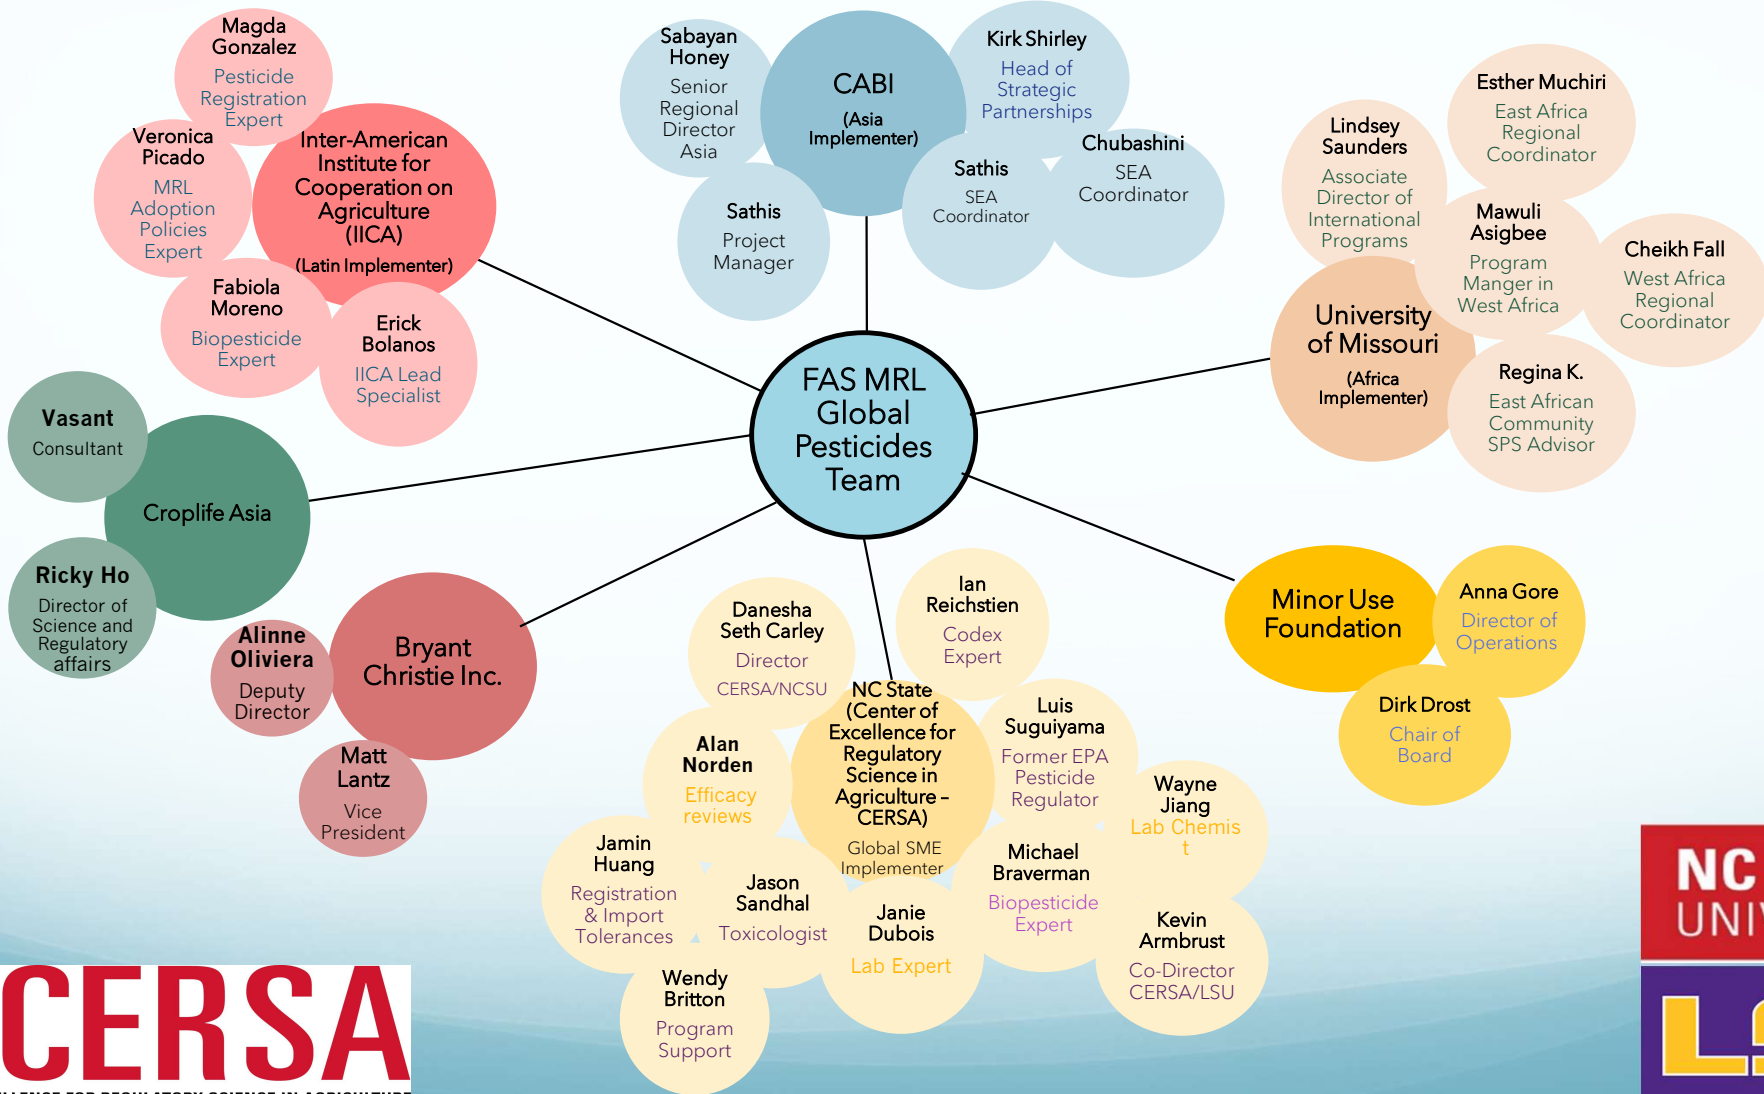 Magda
Gonzalez
Pesticide
Registration
Expert
Veronica
Picado
MRL
Adoption
Policies
Expert
Inter-American
Institute for
Cooperation on
Agriculture
(IICA)
(Latin Implementer)
Fabiola
Moreno
Biopesticide
Expert
Erick
Bolanos
IICA Lead
Specialist
Sabayan
Honey
Senior
Regional
Director
Asia
CABI
(Asia
Implementer)
Kirk Shirley
Head of
Strategic
Partnerships
Sathis
Project
Manager
Sathis
SEA
Coordinator
Chubashini
SEA
Coordinator
Esther Muchiri
East Africa
Regional
Coordinator
Lindsey
Saunders
Associate
Director of
International
Programs
Mawuli
Asigbee
Program
Manger in
West Africa
Cheikh Fall
West Africa
Regional
Coordinator
University
of Missouri
(Africa
Implementer)
Regina K.
East African
Community
SPS Advisor
FAS MRL
Global
Pesticides
Team
Vasant
Consultant
Croplife Asia
Ricky Ho
Director of
Science and
Regulatory
affairs
Alinne
Oliviera
Deputy
Director
Bryant
Christie Inc.
Matt
Lantz
Vice
President
Minor Use
Foundation
Anna Gore
Director of
Operations
Dirk Drost
Chair of
Board
Danesha
Seth Carley
Director
CERSA/NCSU
Ian
Reichstien
Codex
Expert
NC State
(Center of
Excellence for
Regulatory
Science in
Agriculture –
CERSA)
Global SME
Implementer
Luis
Suguiyama
Former EPA
Pesticide
Regulator
Alan
Norden
Efficacy
reviews
Wayne
Jiang
Lab Chemis
t
Jamin
Huang
Registration
& Import
Tolerances
Jason
Sandhal
Toxicologist
Janie
Dubois
Lab Expert
Michael
Braverman
Biopesticide
Expert
Kevin
Armbrust
Co-Director
CERSA/LSU
Wendy
Britton
Program
Support
CERSA
FOR REGULATORY SCIENCE IN AGRICULTURE
NC
UNIV
LS